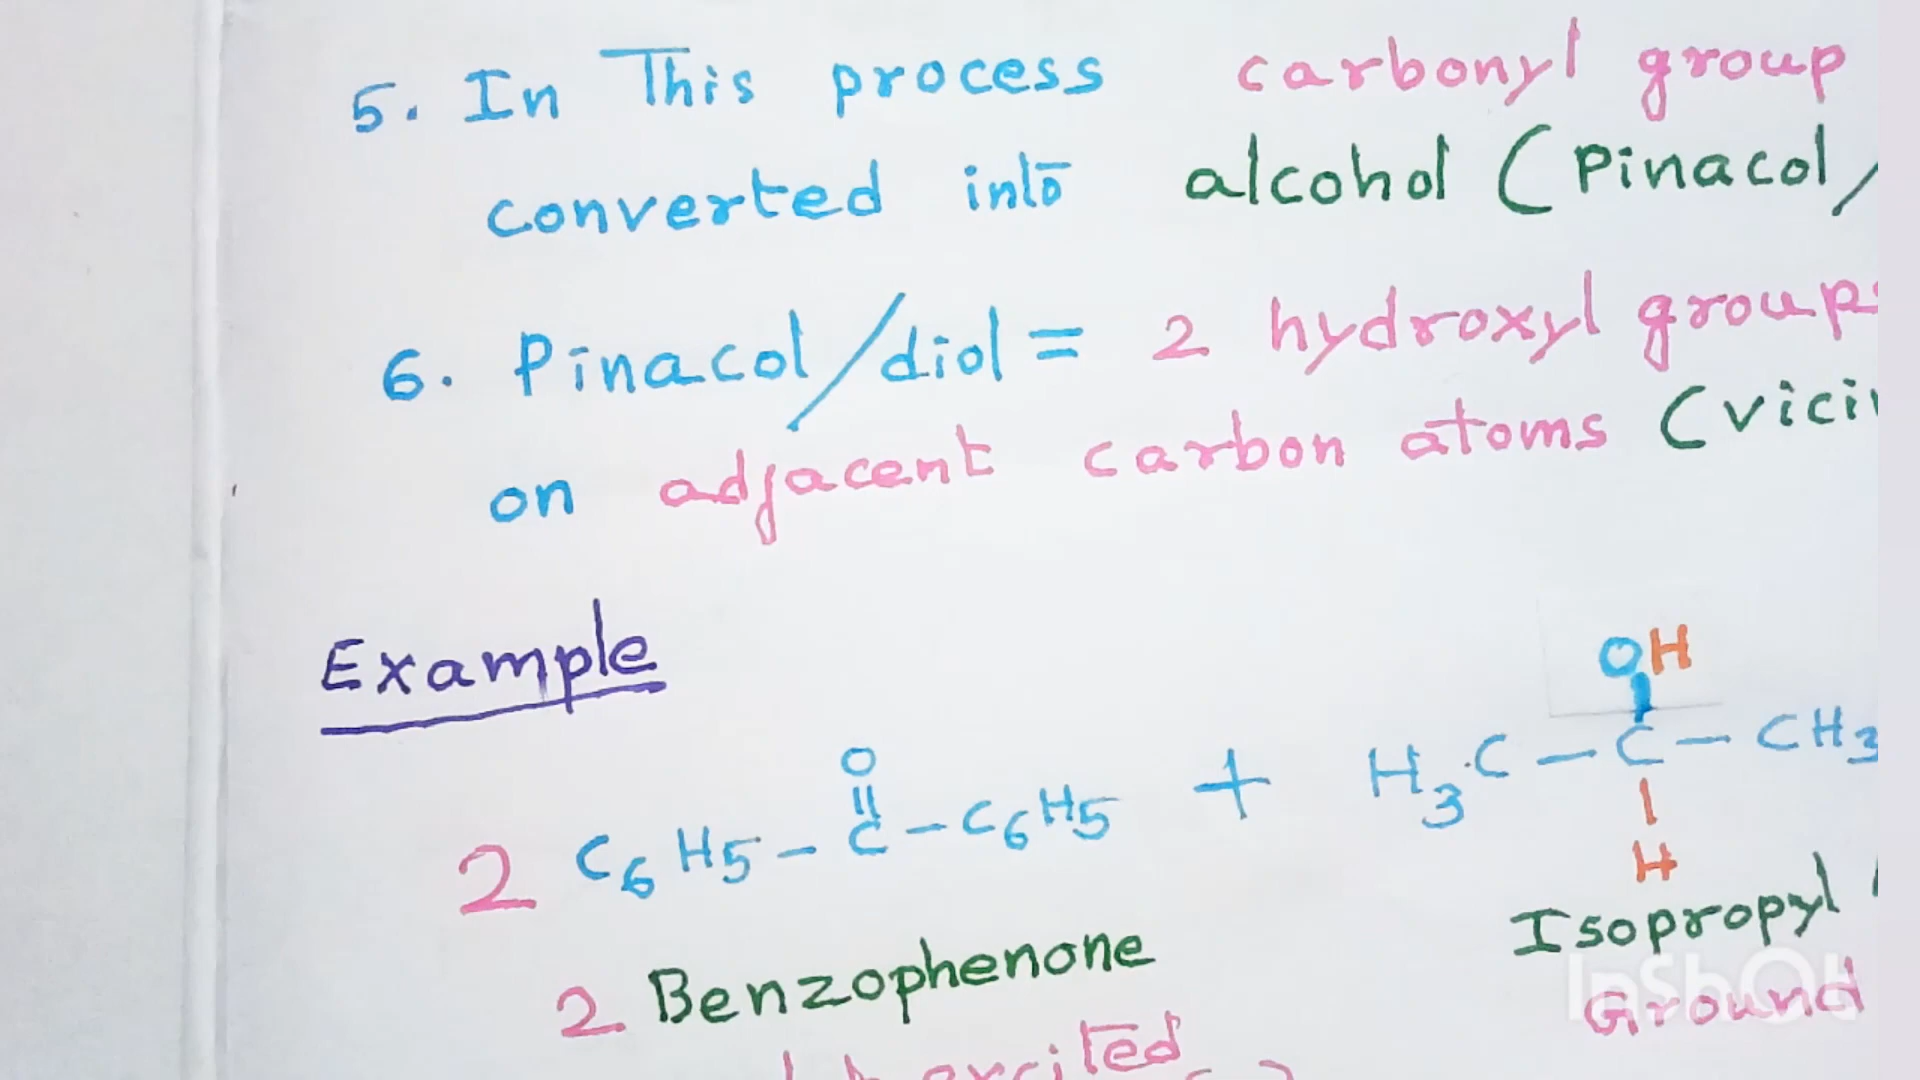 5. In This process carbonyl group
converted into alcohol (Pinacol/
6. Pinacol/diol = 2 hydroxyl groups
on adjacent carbon atoms (vici
Example
OH
O
||
2 C6H5 – C – C6H5 + H3C – C – CH3
|
H
2 Benzophenone Isopropyl
Ground
excited
InShOt